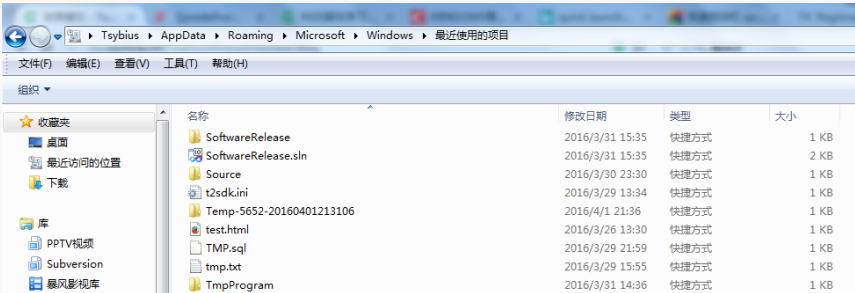 Tsybius ▸ AppData ▸ Roaming ▸ Microsoft ▸ Windows ▸ 最近使用的项目
文件(F) 编辑(E) 查看(V) 工具(T) 帮助(H)
组织
收藏夹
桌面
最近访问的位置
下载
库
PPTV视频
Subversion
暴风影视库
名称 修改日期 类型 大小
SoftwareRelease 2016/3/31 15:35 快捷方式 1 KB
SoftwareRelease.sln 2016/3/31 15:35 快捷方式 2 KB
Source 2016/3/30 23:30 快捷方式 1 KB
t2sdk.ini 2016/3/29 13:34 快捷方式 1 KB
Temp-5652-20160401213106 2016/4/1 21:36 快捷方式 1 KB
test.html 2016/3/26 13:30 快捷方式 1 KB
TMP.sql 2016/3/29 21:59 快捷方式 1 KB
tmp.txt 2016/3/29 15:55 快捷方式 1 KB
TmpProgram 2016/3/31 14:36 快捷方式 1 KB